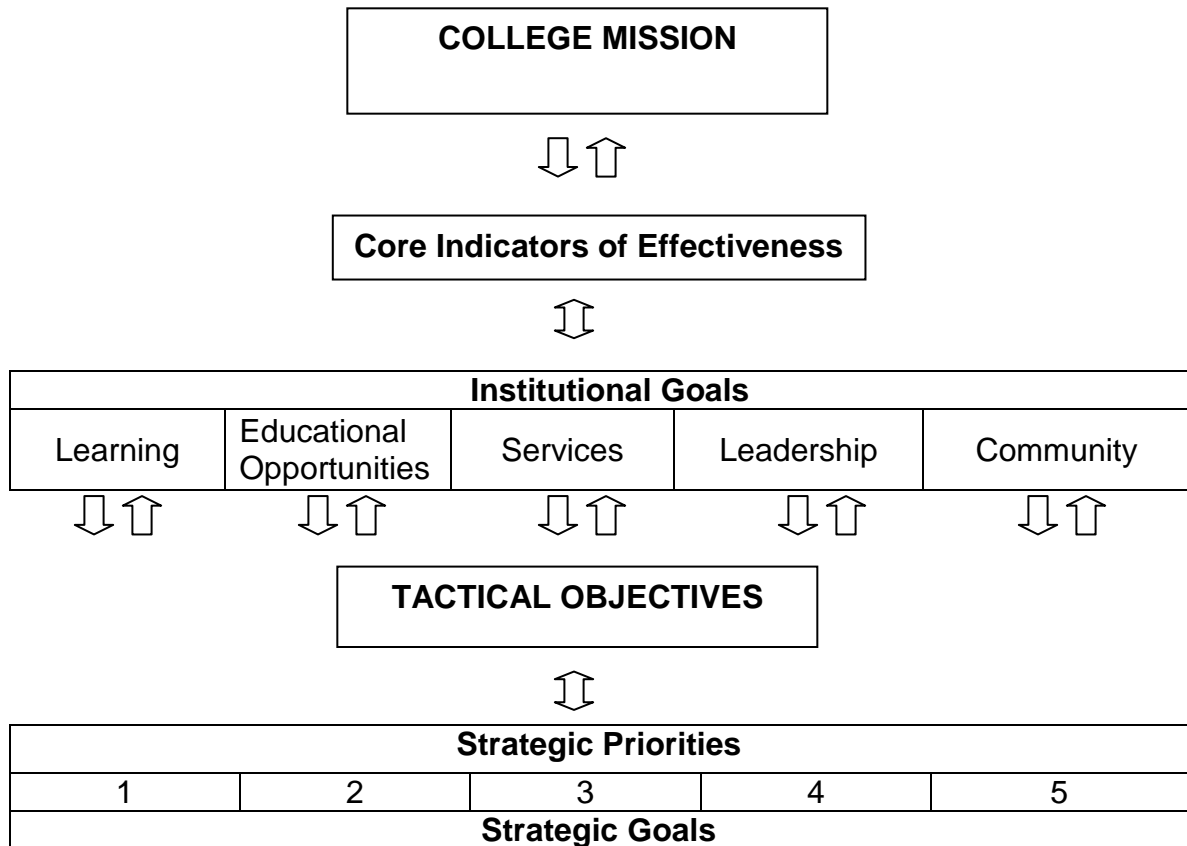 COLLEGE MISSION
Core Indicators of Effectiveness
Institutional Goals
Learning
Educational
Opportunities
Services
Leadership
Community
TACTICAL OBJECTIVES
Strategic Priorities
1
2
3
4
5
Strategic Goals